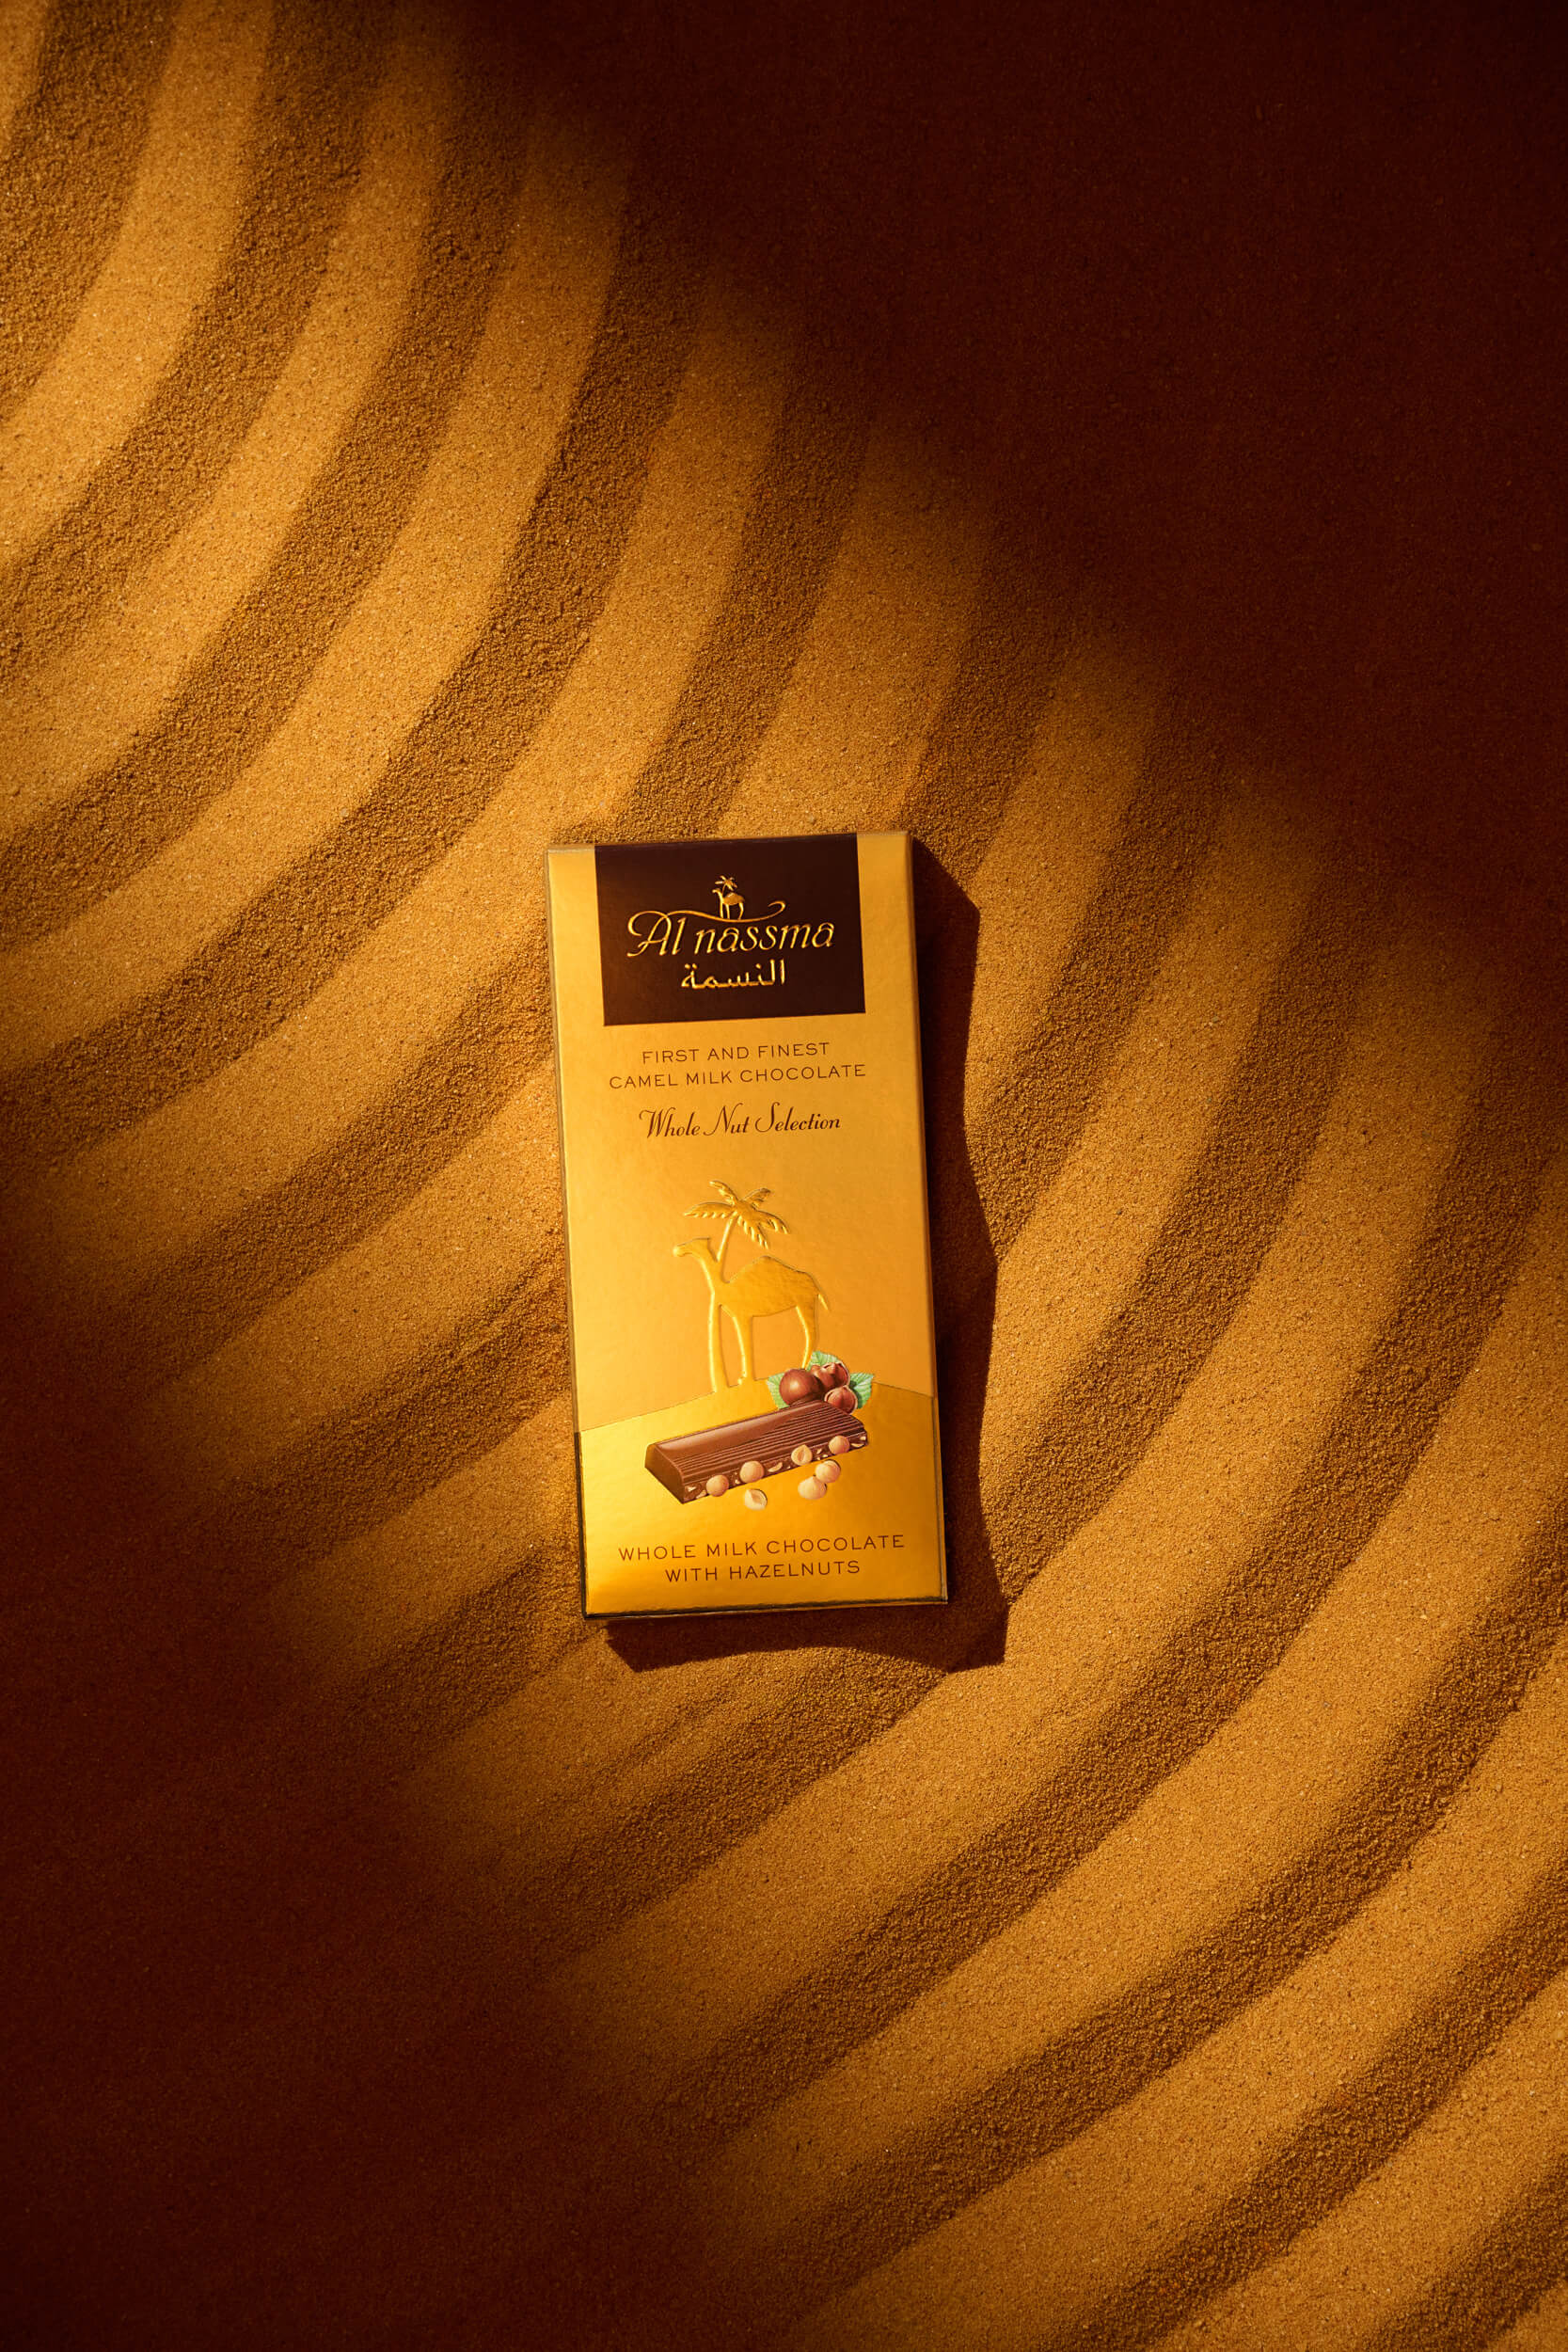 Al nassma
النسمة
FIRST AND FINEST
CAMEL MILK CHOCOLATE
Whole Nut Selection
WHOLE MILK CHOCOLATE
WITH HAZELNUTS